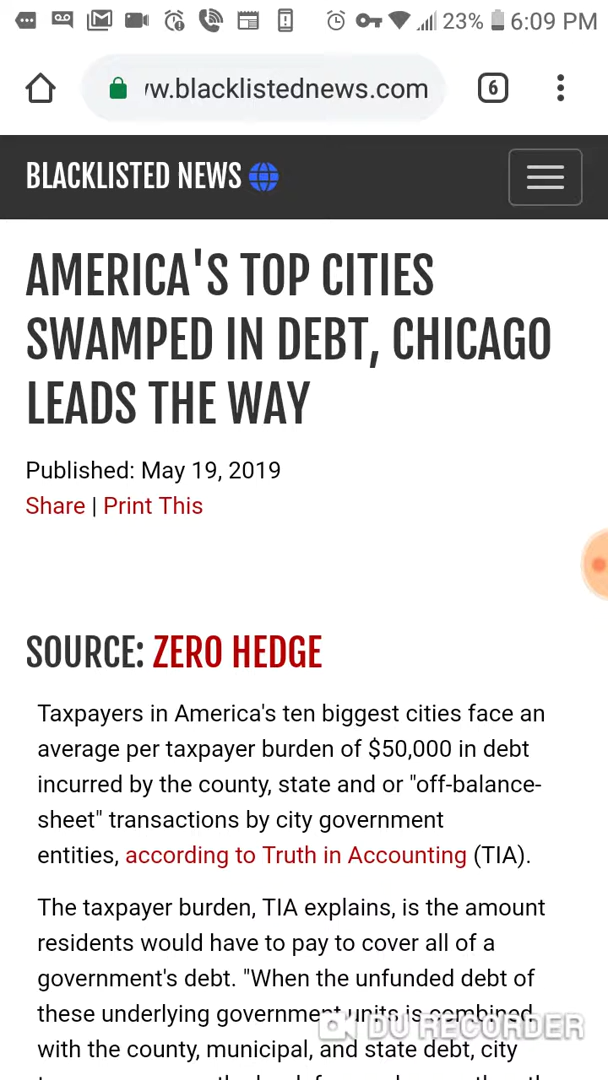 23% 6:09 PM
w.blacklistednews.com 6
BLACKLISTED NEWS
AMERICA'S TOP CITIES
SWAMPED IN DEBT, CHICAGO
LEADS THE WAY
Published: May 19, 2019
Share | Print This
SOURCE: ZERO HEDGE
Taxpayers in America's ten biggest cities face an
average per taxpayer burden of $50,000 in debt
incurred by the county, state and or "off-balance-
sheet" transactions by city government
entities, according to Truth in Accounting (TIA).
The taxpayer burden, TIA explains, is the amount
residents would have to pay to cover all of a
government's debt. "When the unfunded debt of
these underlying government units is combined
DU RECORDER
with the county, municipal, and state debt, city